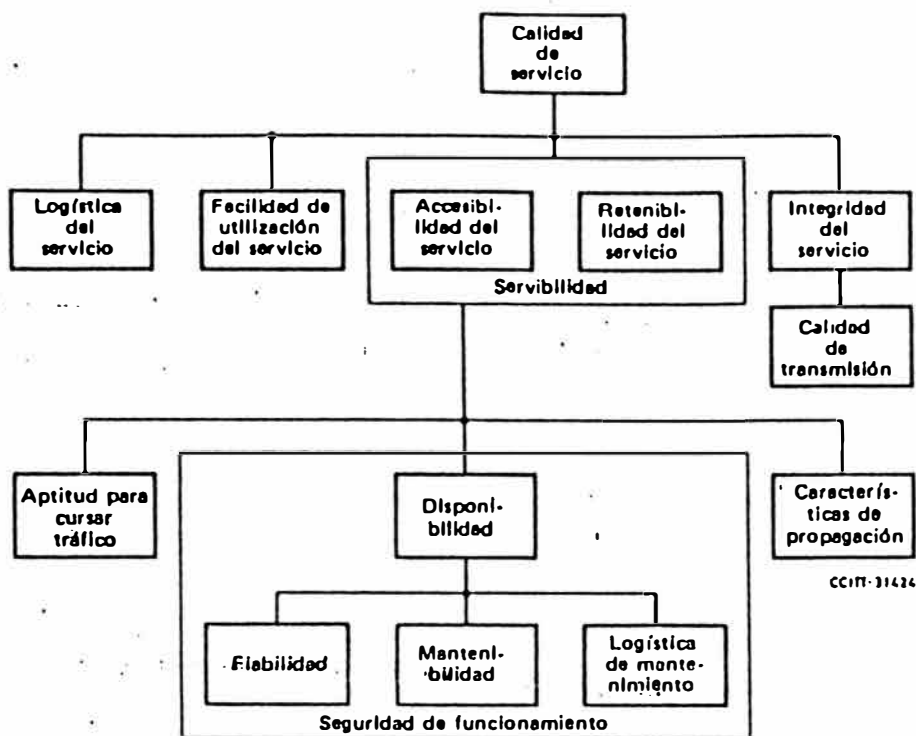 Calidad
de
servicio
Logística
del
servicio
Facilidad de
utilización
del servicio
Accesibi-
lidad del
servicio
Retenibi-
lidad del
servicio
Servibilidad
Integridad
del
servicio
Calidad
de
transmisión
Aptitud para
cursar
tráfico
Disponi-
bilidad
Caracterís-
ticas de
propagación
CCITT-31424
Fiabilidad
Manteni-
bilidad
Logística
de mante-
nimiento
Seguridad de funcionamiento